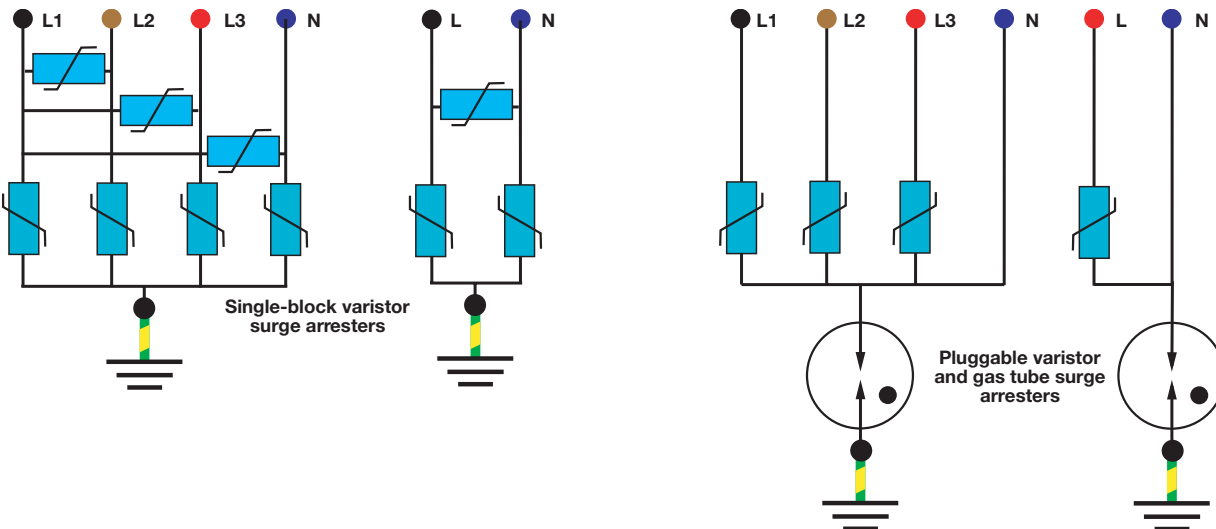 L1 L2 L3 N L N L1 L2 L3 N L N
Single-block varistor
surge arresters
Pluggable varistor
and gas tube surge
arresters